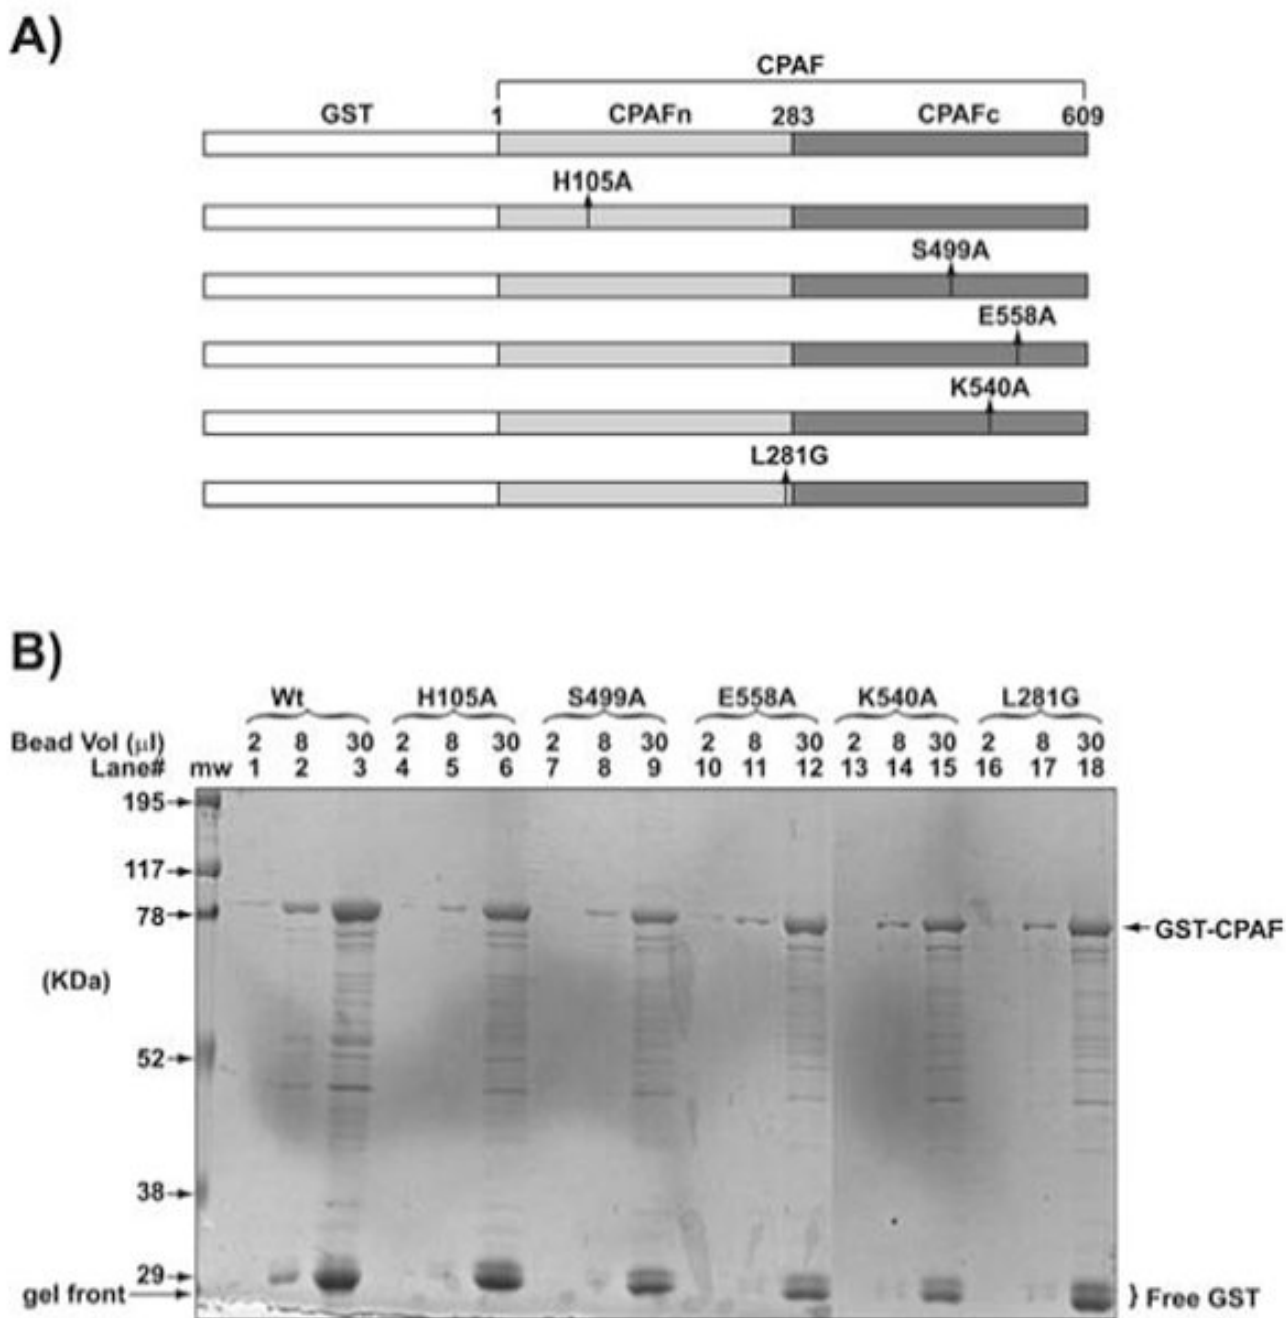 A)
CPAF
GST 1 CPAFn 283 CPAFc 609
H105A
S499A
E558A
K540A
L281G
B)
Wt H105A S499A E558A K540A L281G
Bead Vol (µl) 2 8 30 2 8 30 2 8 30 2 8 30 2 8 30 2 8 30
Lane# mw 1 2 3 4 5 6 7 8 9 10 11 12 13 14 15 16 17 18
195
117
78
GST-CPAF
(KDa)
52
38
29
gel front
} Free GST